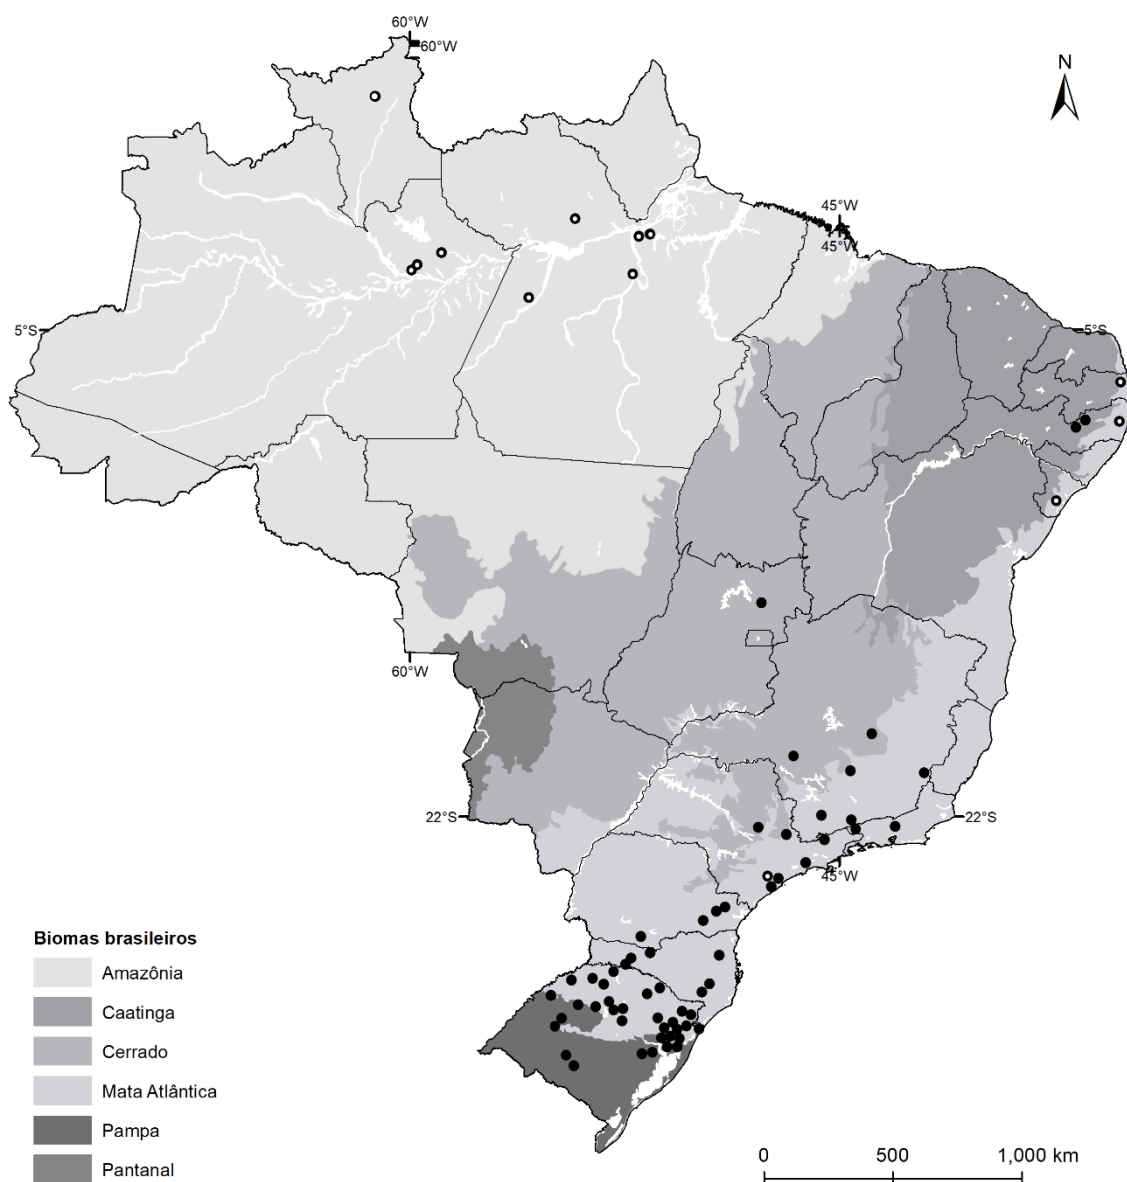 60°W
60°W
N
45°W
45°W
5°S
5°S
60°W
22°S
22°S
45°W
Biomas brasileiros
Amazônia
Caatinga
Cerrado
Mata Atlântica
Pampa
Pantanal
0 500 1,000 km